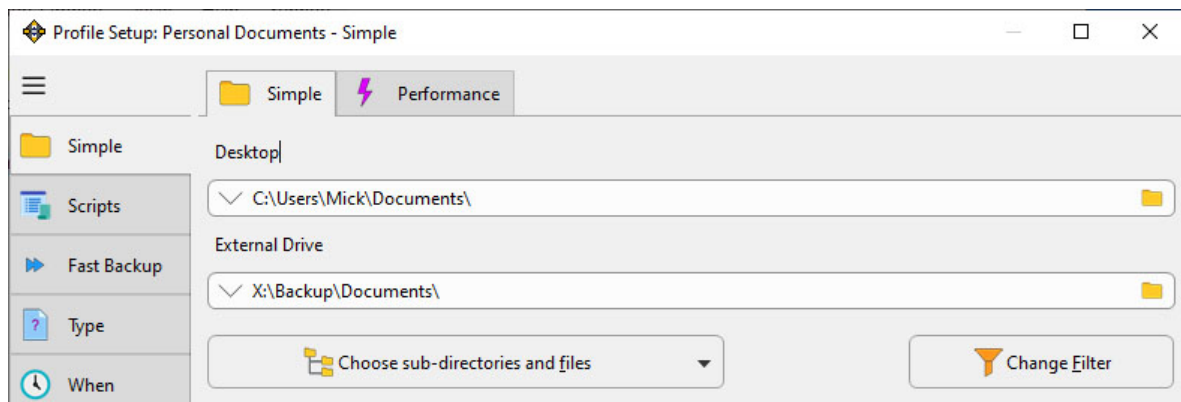 Profile Setup: Personal Documents - Simple
Simple
Performance
Simple
Scripts
Fast Backup
Type
When
Desktop
C:\Users\Mick\Documents\
External Drive
X:\Backup\Documents\
Choose sub-directories and files
Change Filter